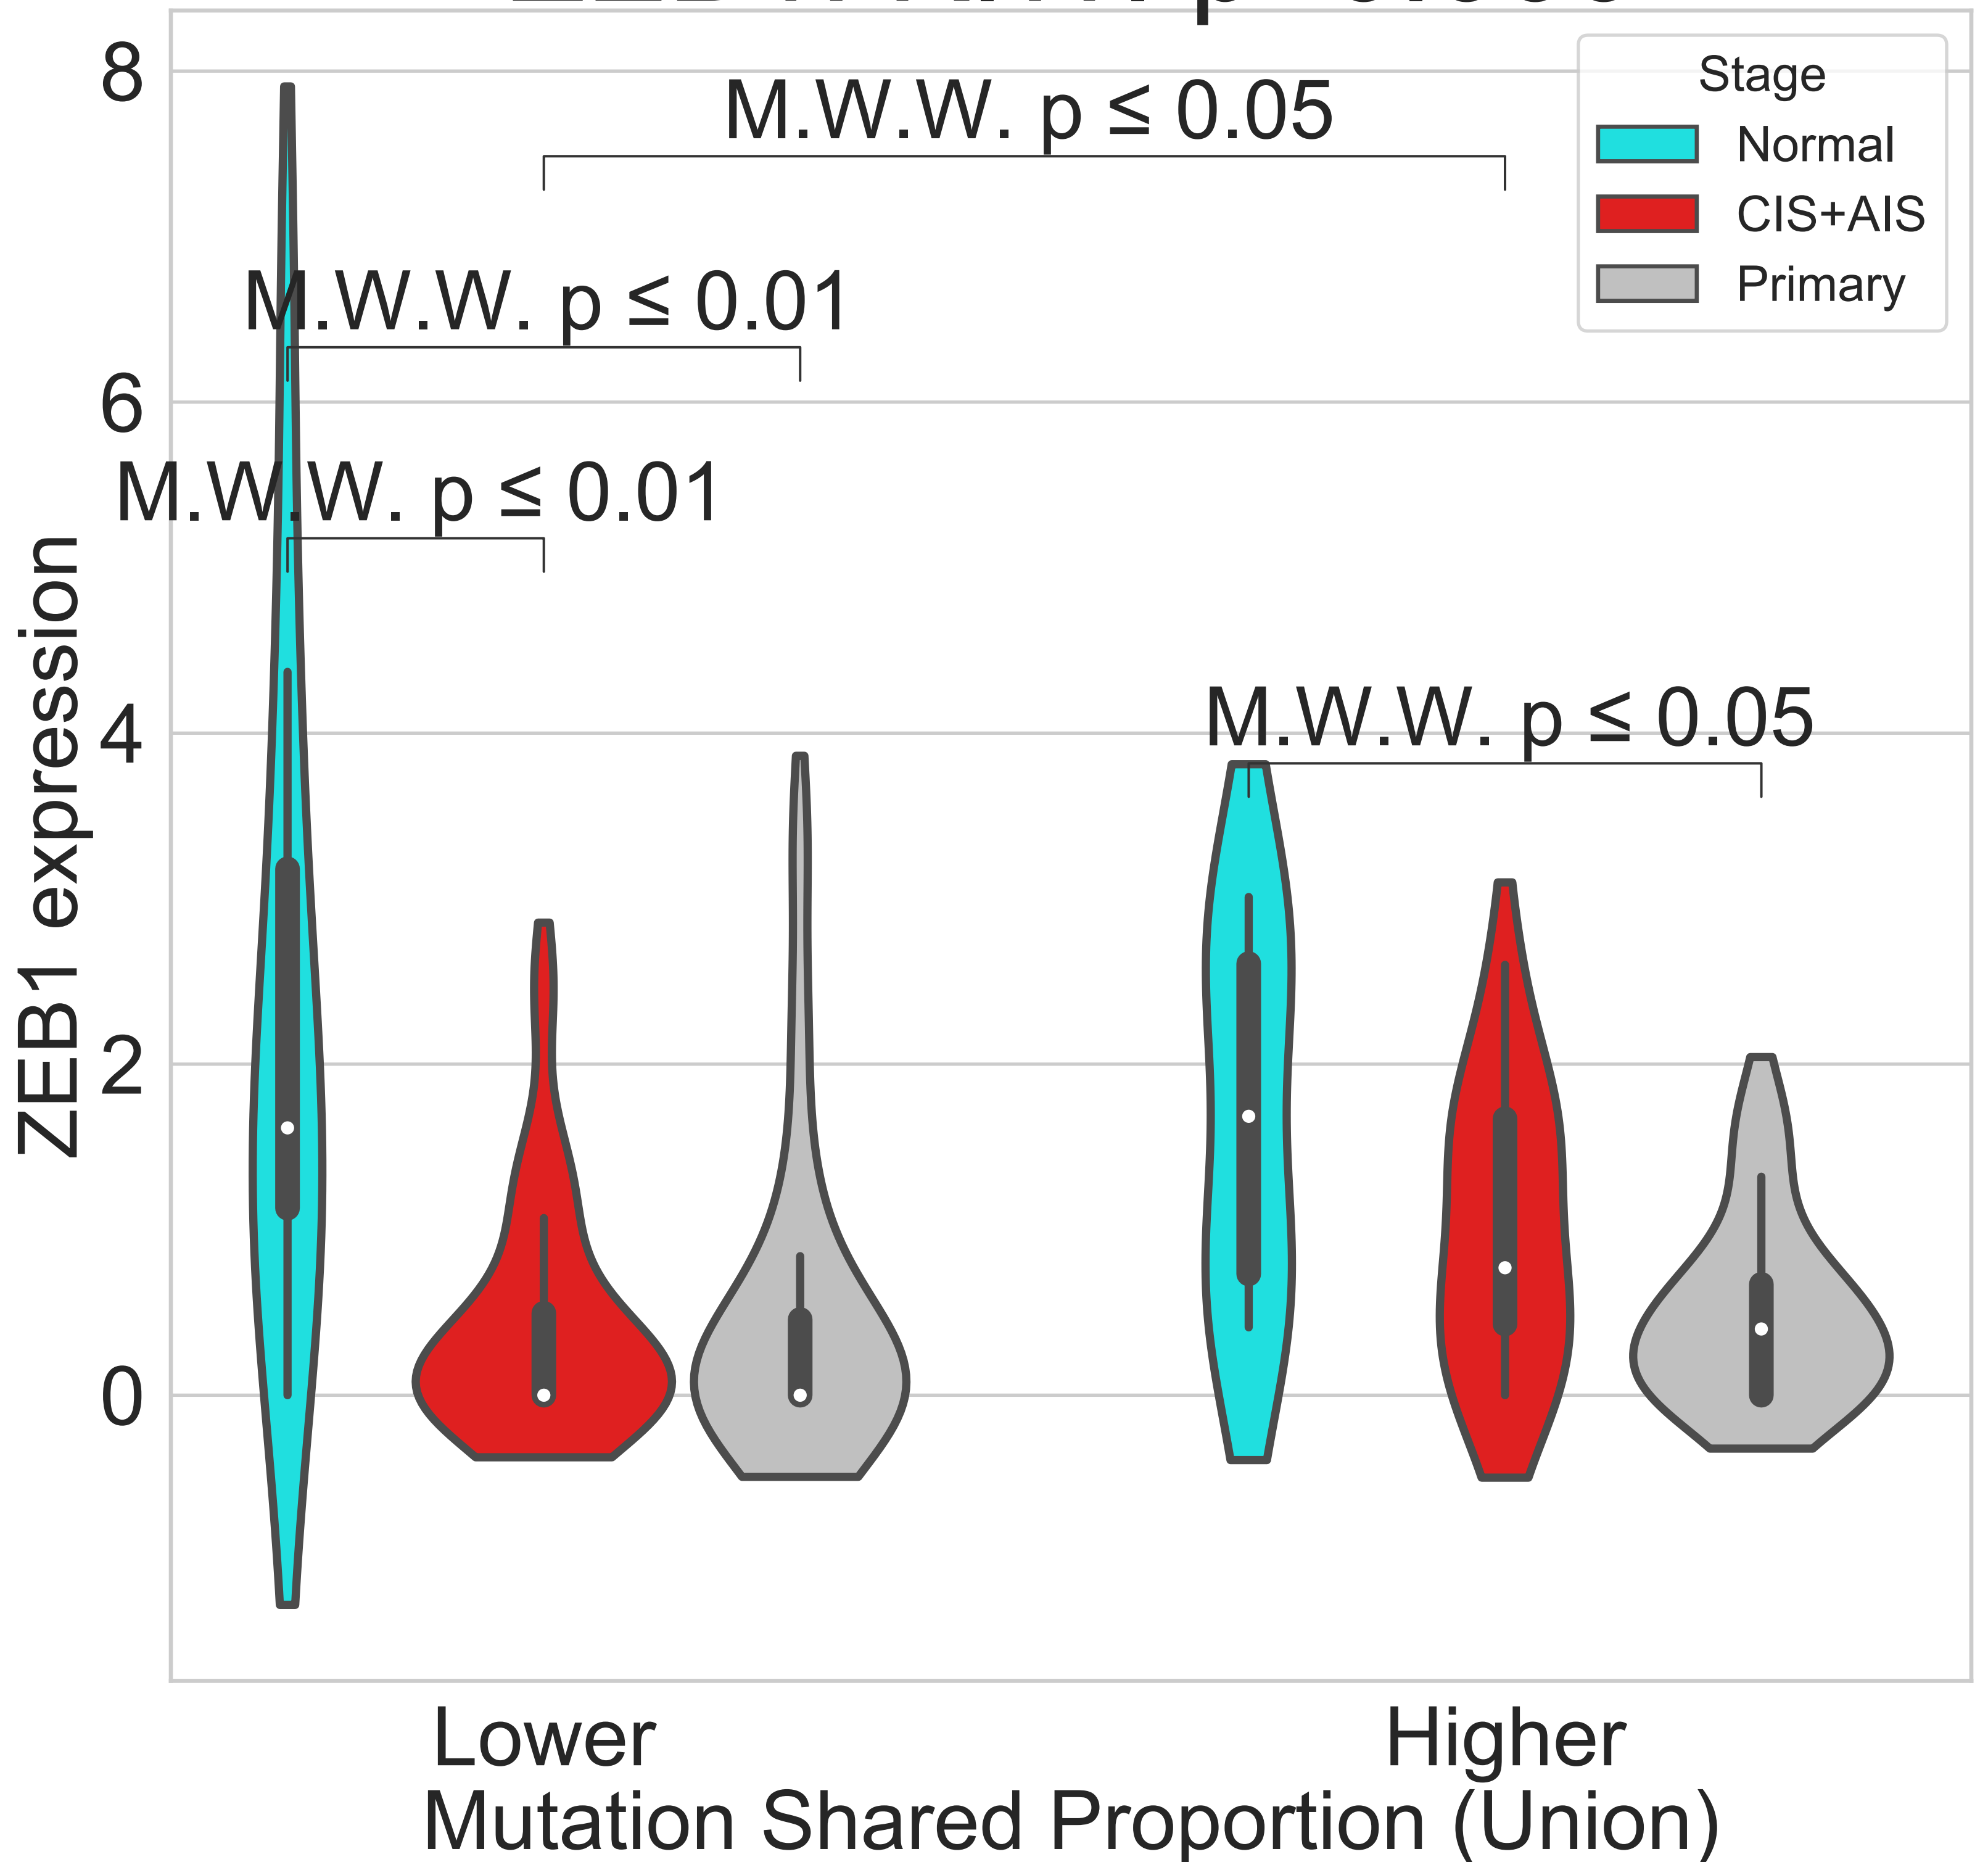 8
6
4
2
0
ZEB1 expression
M.W.W. p ≤ 0.05
M.W.W. p ≤ 0.01
M.W.W. p ≤ 0.01
M.W.W. p ≤ 0.05
Stage
Normal
CIS+AIS
Primary
Lower
Higher
Mutation Shared Proportion (Union)